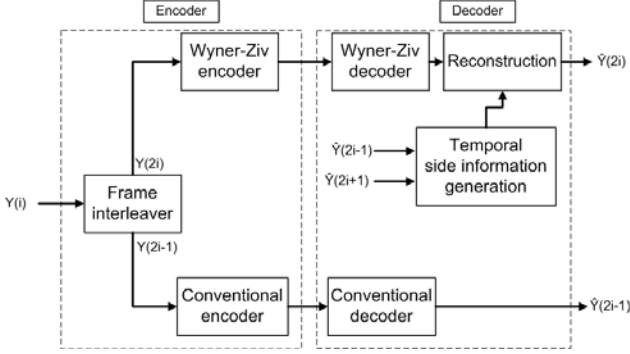 Encoder
Decoder
Wyner-Ziv
encoder
Wyner-Ziv
decoder
Reconstruction
Ŷ(2i)
Y(2i)
Ŷ(2i-1)
Ŷ(2i+1)
Temporal
side information
generation
Y(i)
Frame
interleaver
Y(2i-1)
Conventional
encoder
Conventional
decoder
Ŷ(2i-1)